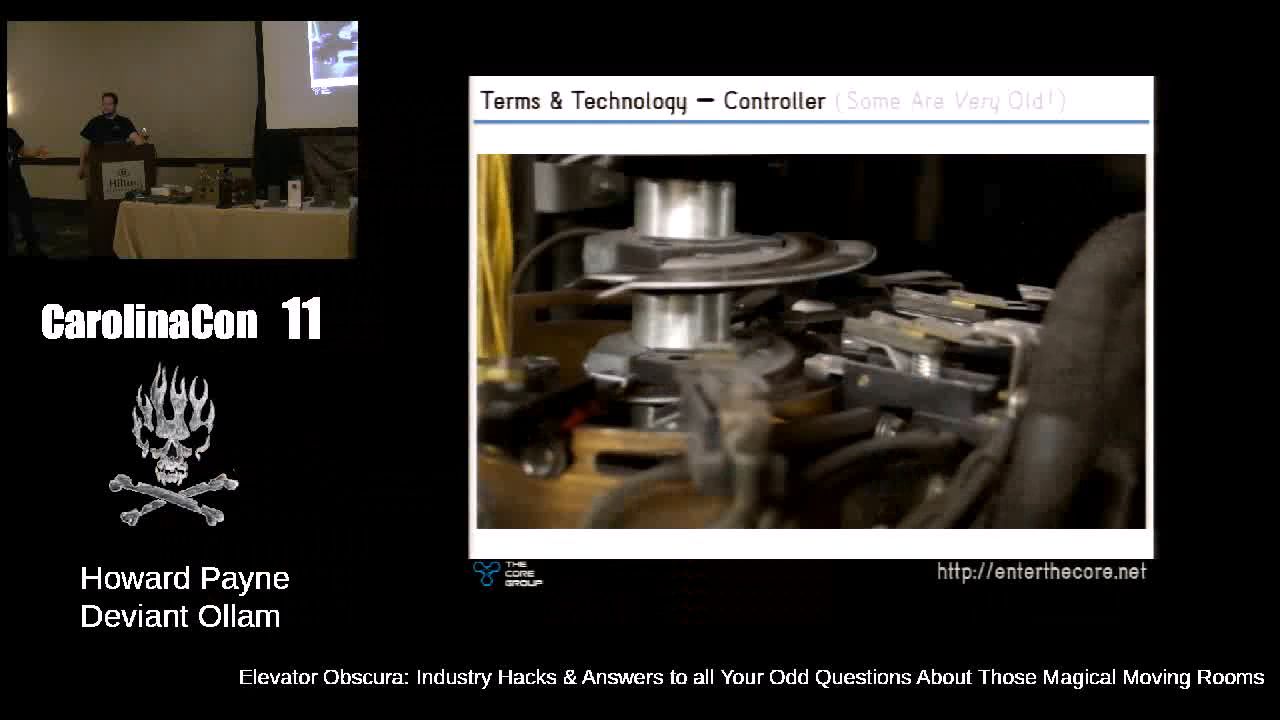 Terms & Technology – Controller (Some Are Very Old!)
Hilton
CarolinaCon 11
THE
CORE
GROUP
http://enterthecore.net
Howard Payne
Deviant Ollam
Elevator Obscura: Industry Hacks & Answers to all Your Odd Questions About Those Magical Moving Rooms